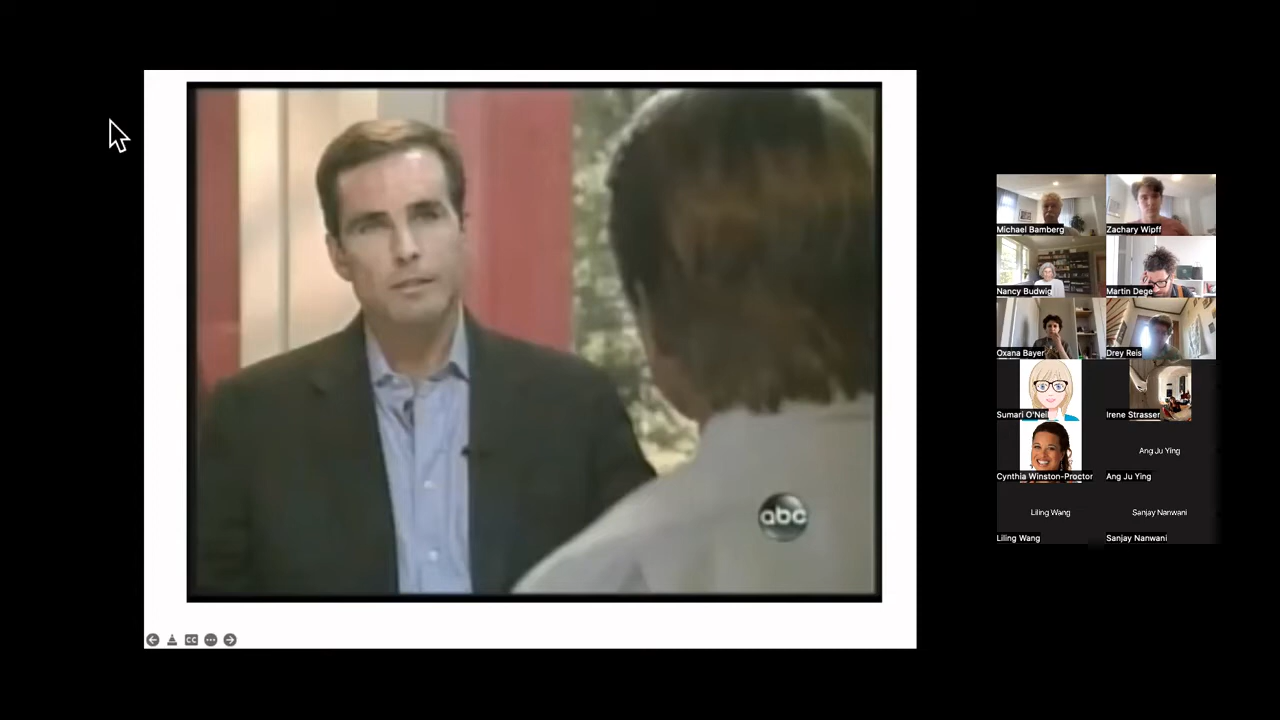 abc
Michael Bamberg
Zachary Wipff
Nancy Budwig
Martin Dege
Oxana Bayer
Drey Reis
Sumari O'Neil
Irene Strasser
Cynthia Winston-Proctor
Ang Ju Ying
Ang Ju Ying
Liling Wang
Sanjay Nanwani
Liling Wang
Sanjay Nanwani
CC